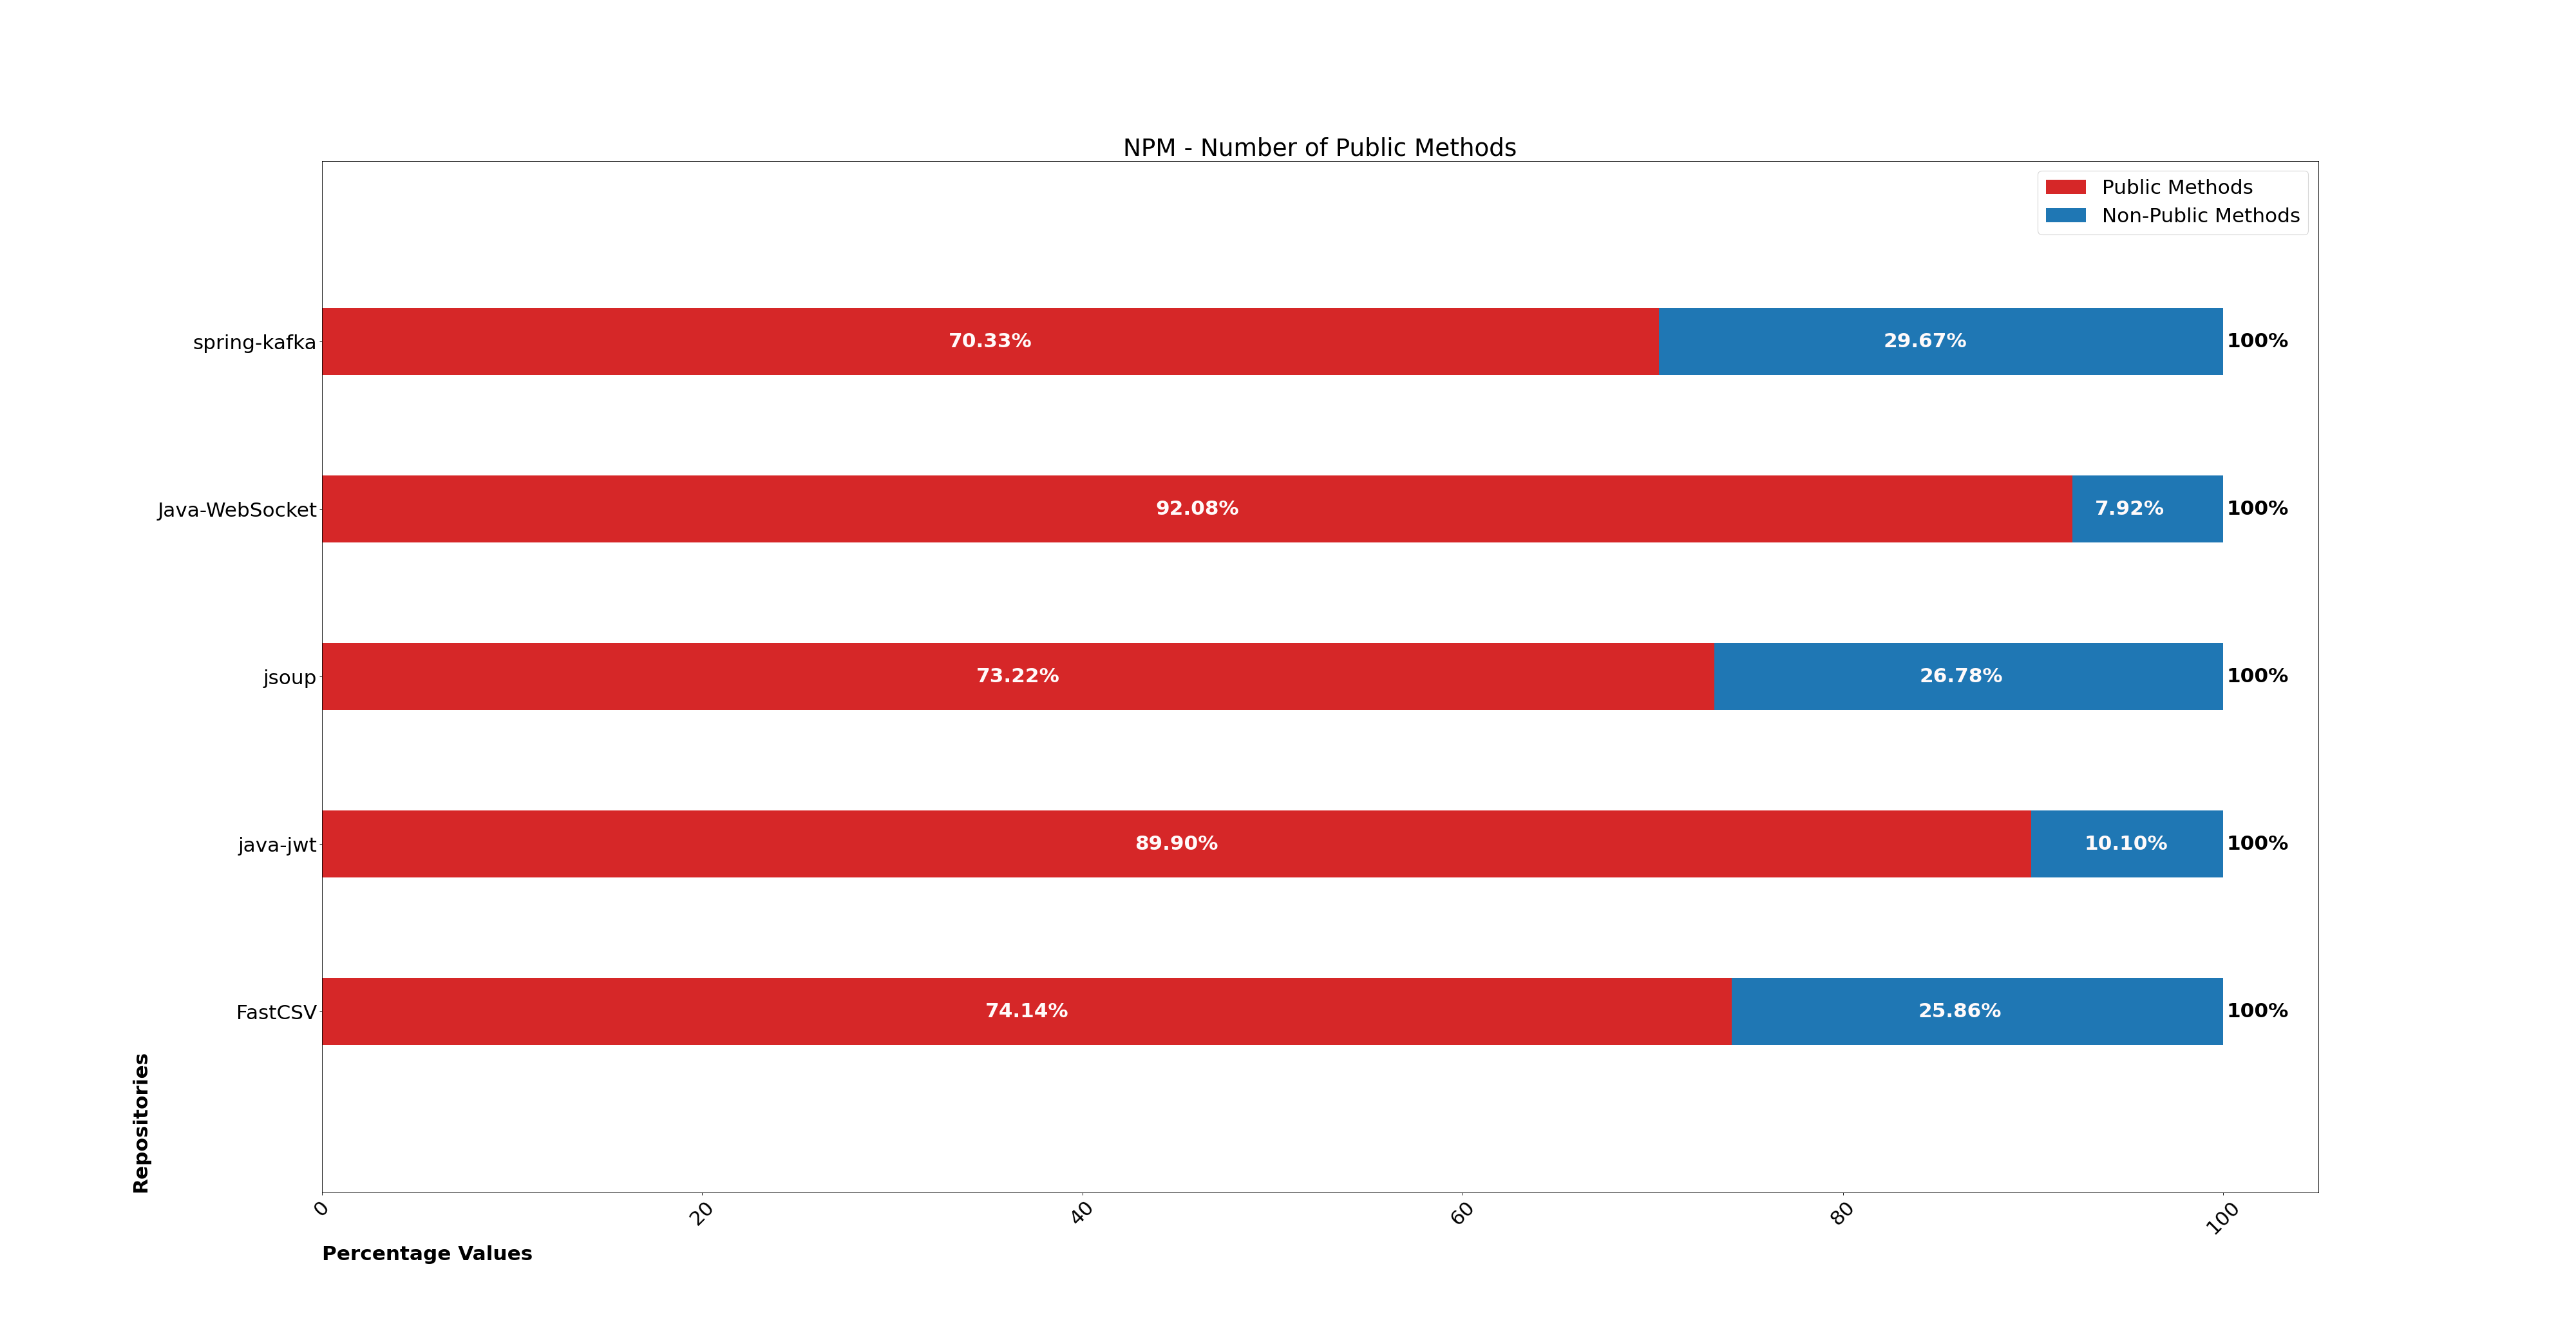 NPM - Number of Public Methods
Public Methods
Non-Public Methods
spring-kafka
70.33%
29.67%
100%
Java-WebSocket
92.08%
7.92%
100%
jsoup
73.22%
26.78%
100%
java-jwt
89.90%
10.10%
100%
FastCSV
74.14%
25.86%
100%
Repositories
0
20
40
60
80
100
Percentage Values